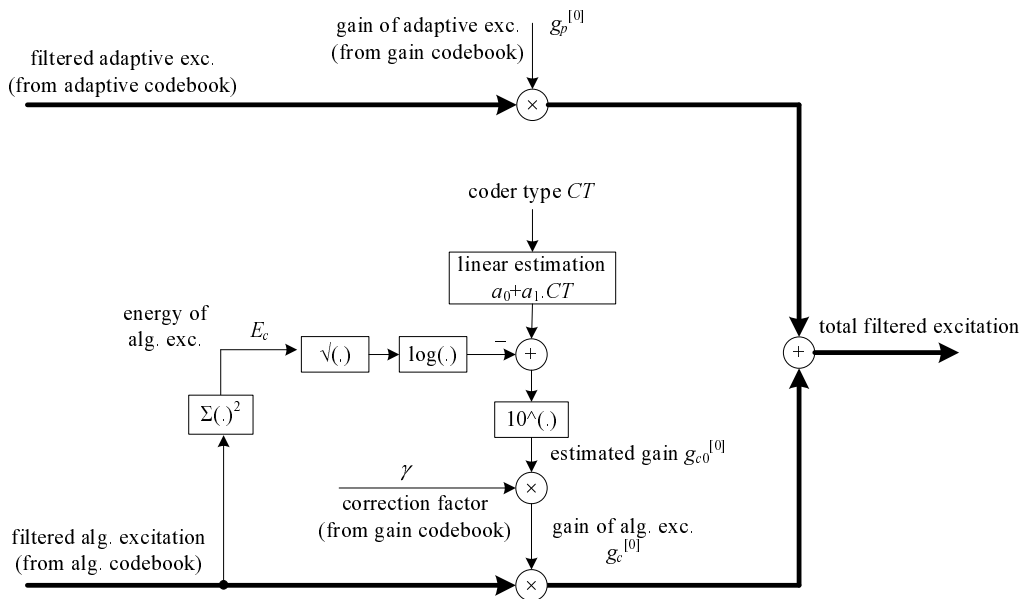 gain of adaptive exc.
(from gain codebook)
g_p^[0]
filtered adaptive exc.
(from adaptive codebook)
×
coder type CT
linear estimation
a_0+a_1.CT
energy of
alg. exc.
E_c
√(.)
log(.)
−
+
+
total filtered excitation
Σ(.)^2
10^(.)
estimated gain g_c0^[0]
γ
×
correction factor
(from gain codebook)
gain of alg. exc.
g_c^[0]
filtered alg. excitation
(from alg. codebook)
×